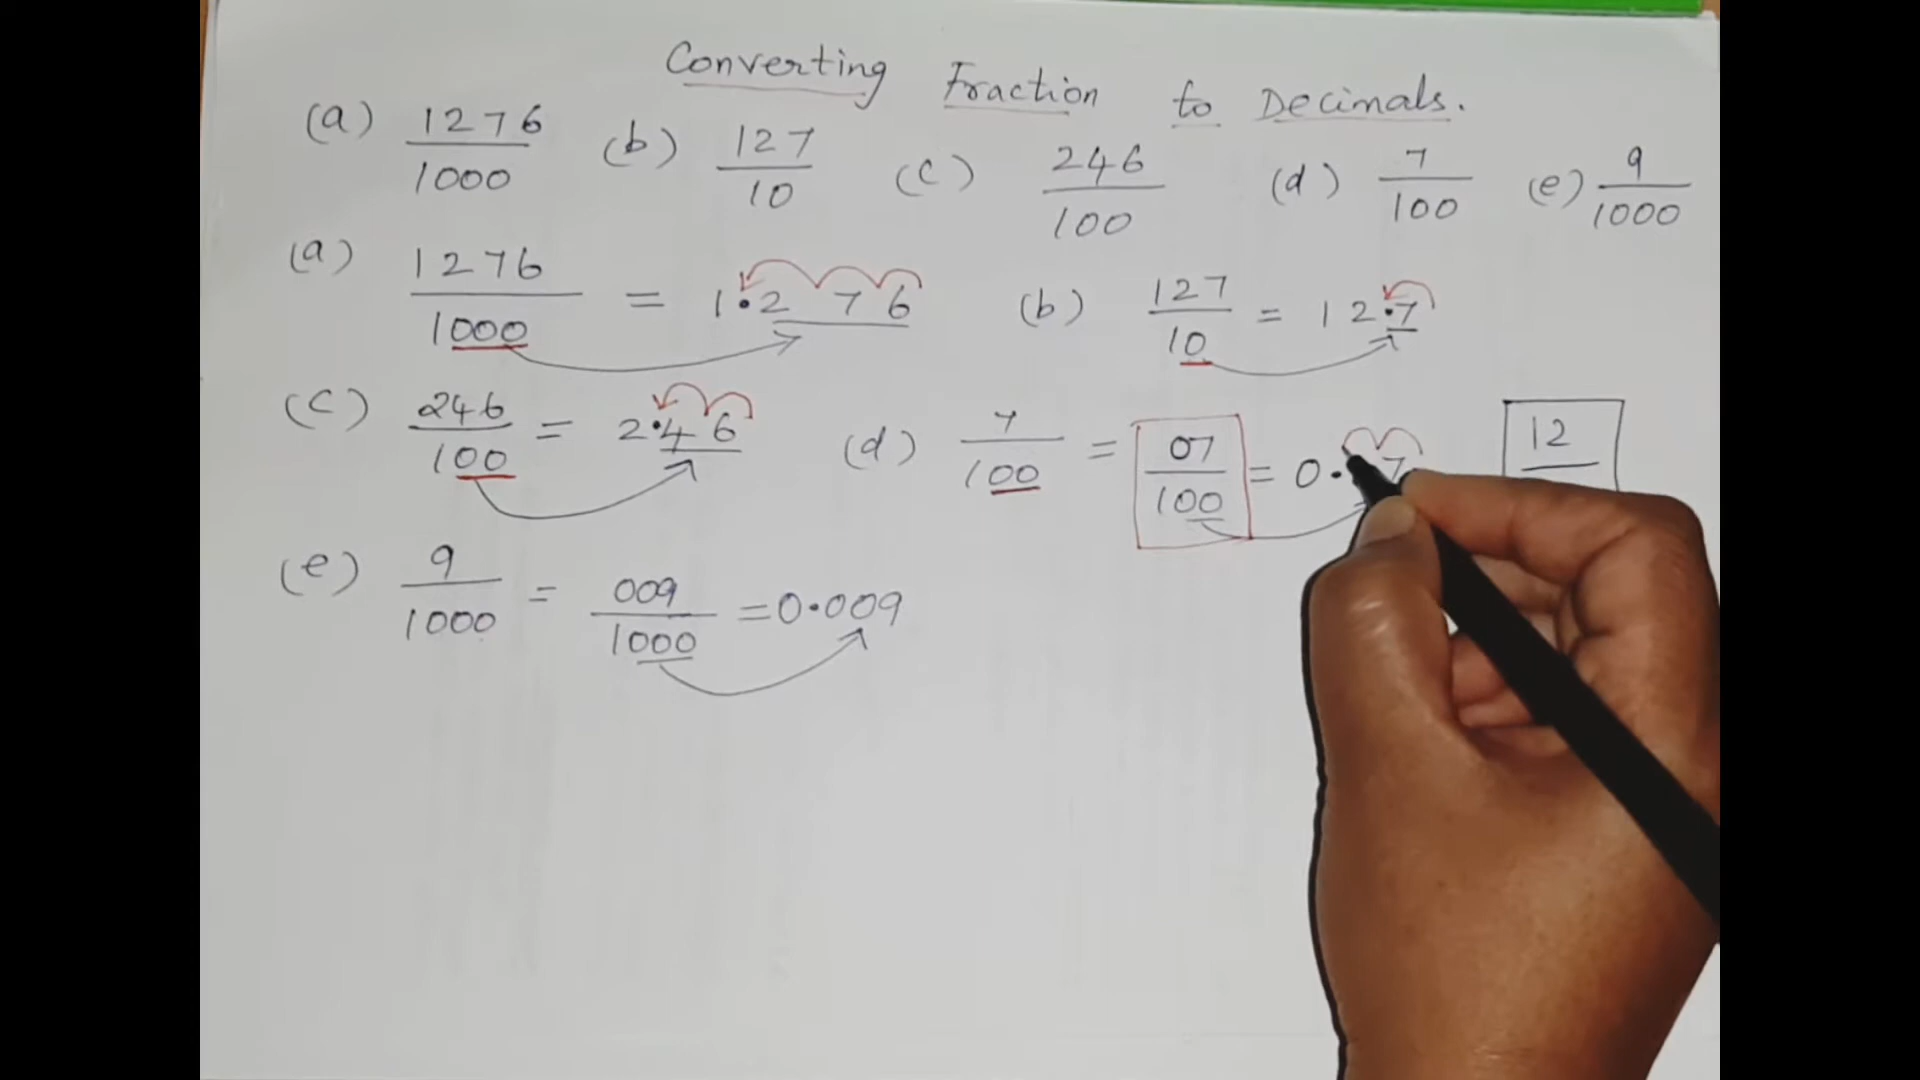 Converting Fraction to Decimals.
(a) 1276/1000 (b) 127/10 (c) 246/100 (d) 7/100 (e) 9/1000
(a) 1276/1000 = 1.276 (b) 127/10 = 12.7
(c) 246/100 = 2.46 (d) 7/100 = 07/100 = 0. 7 12
(e) 9/1000 = 009/1000 = 0.009